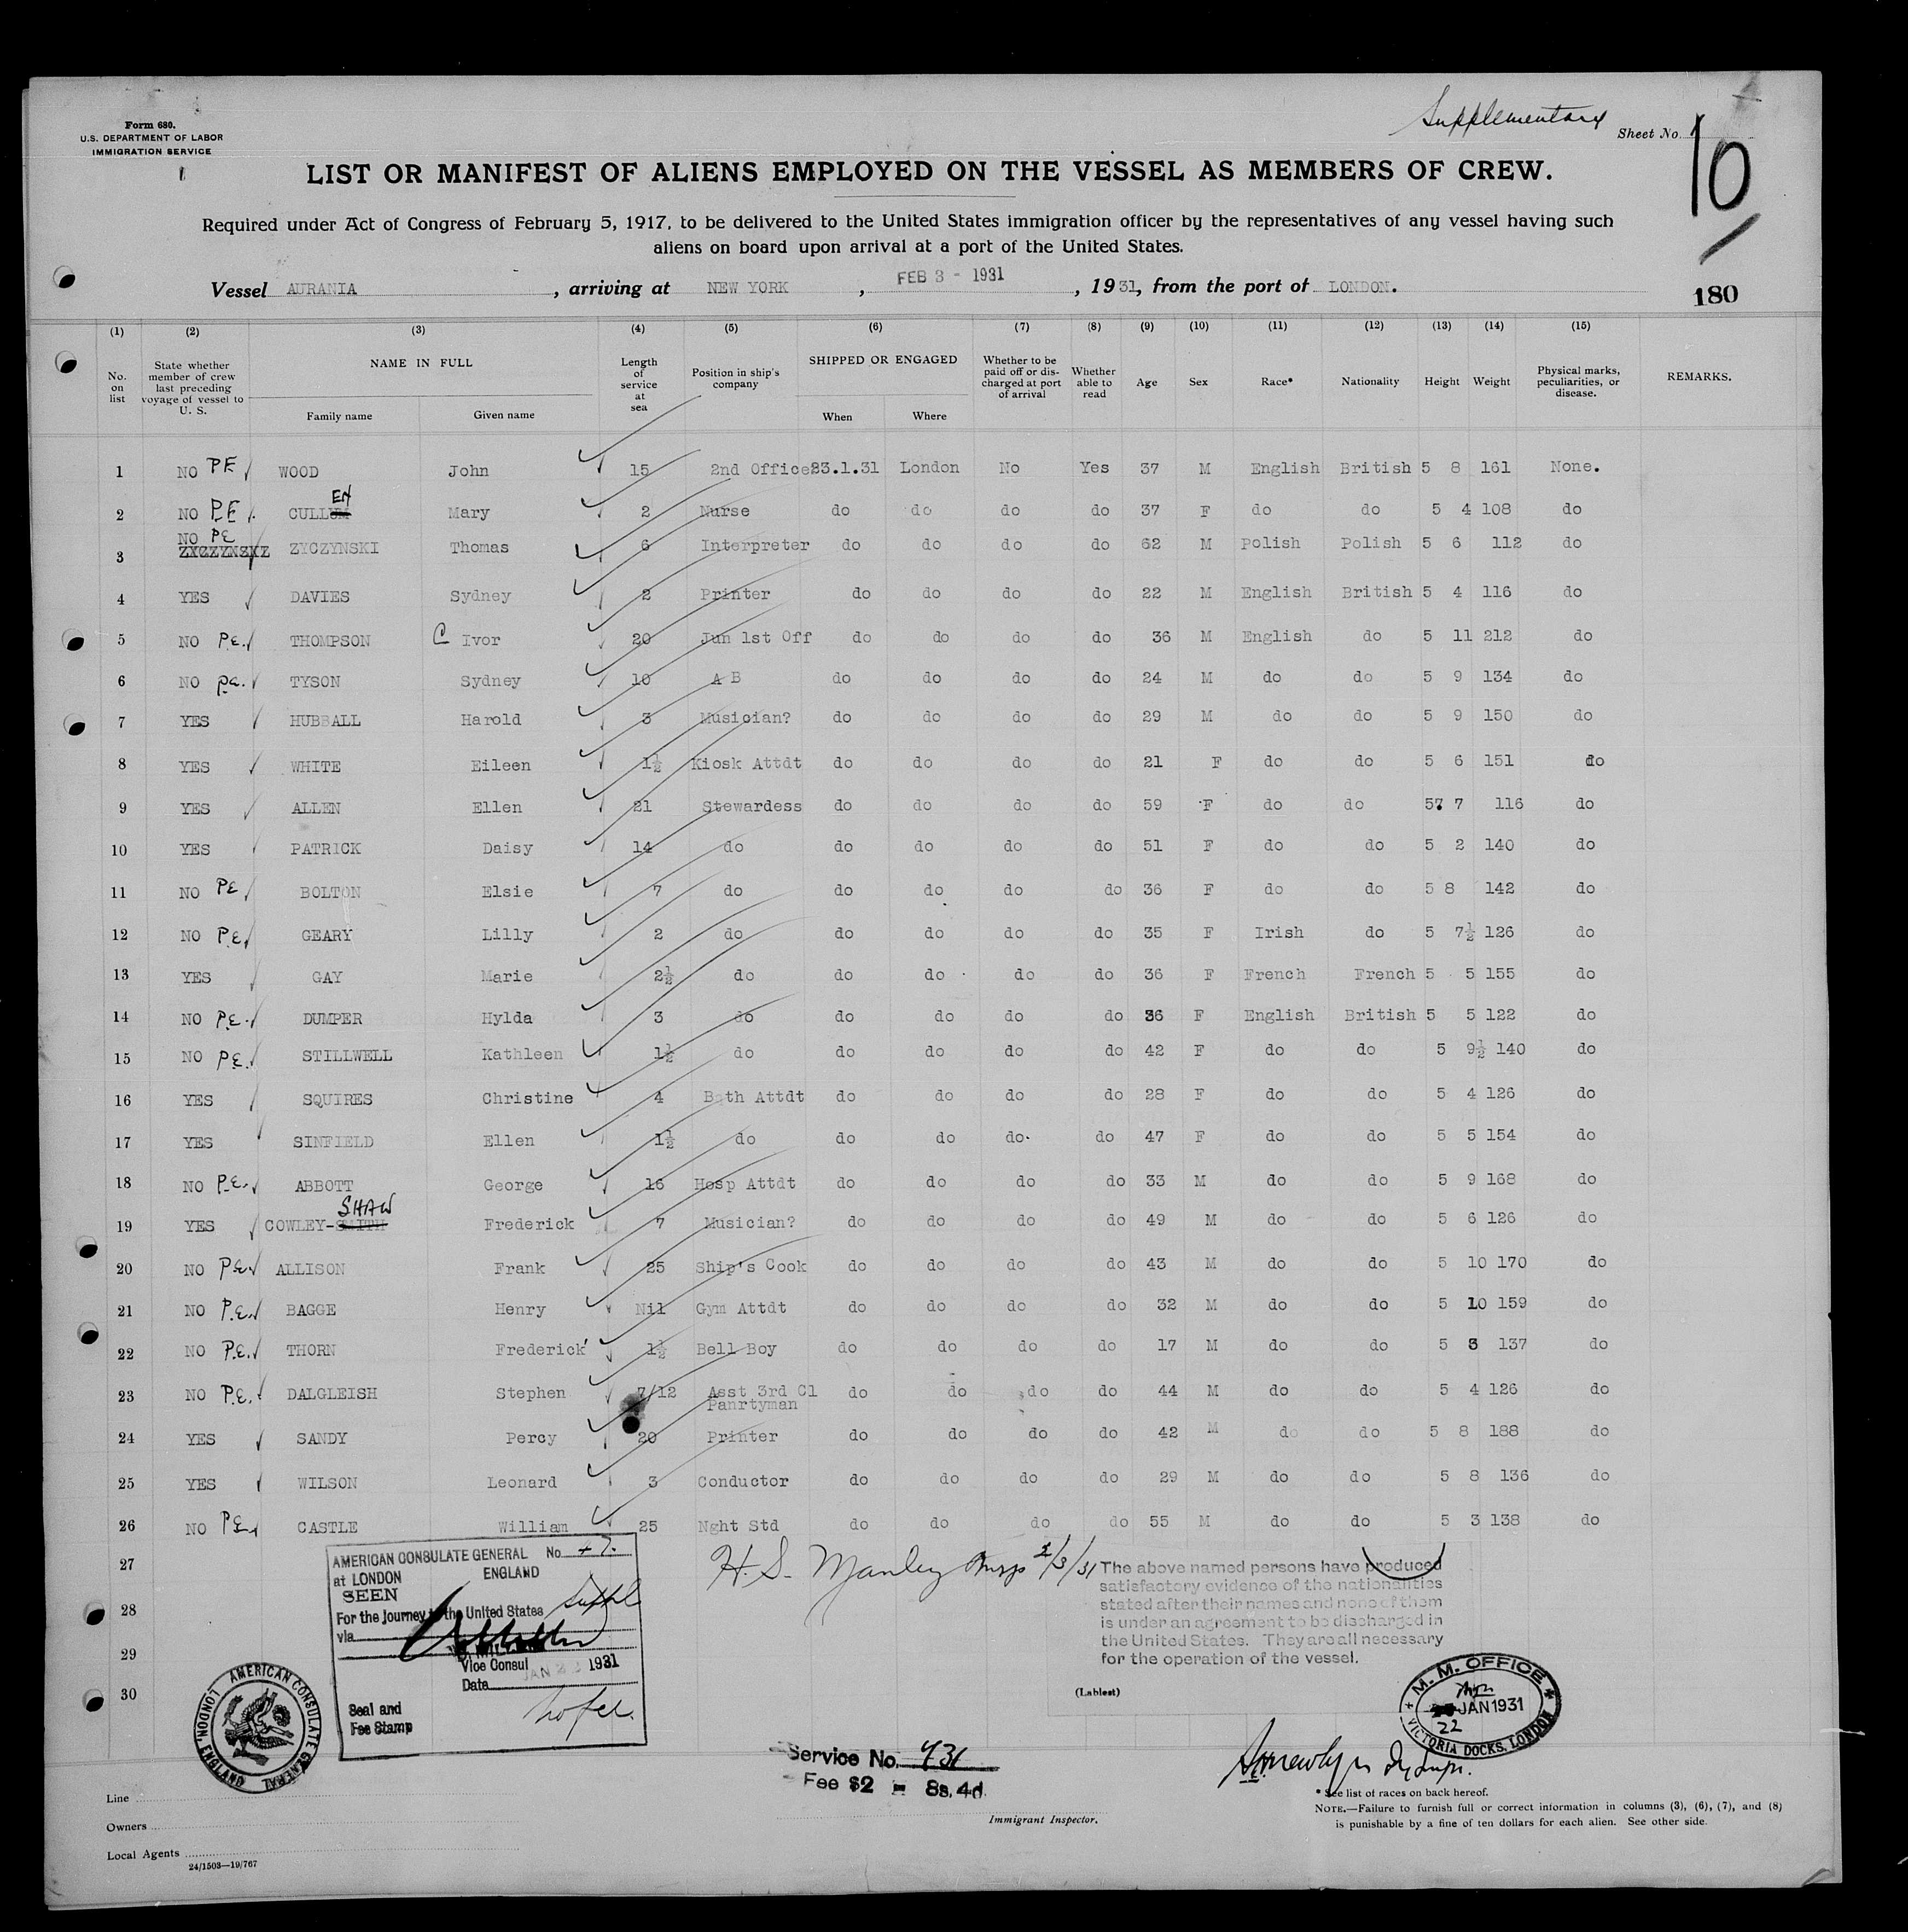 Supplementary
Form 680.
U.S. DEPARTMENT OF LABOR
IMMIGRATION SERVICE
Sheet No.
10
LIST OR MANIFEST OF ALIENS EMPLOYED ON THE VESSEL AS MEMBERS OF CREW.
Required under Act of Congress of February 5, 1917, to be delivered to the United States immigration officer by the representatives of any vessel having such
aliens on board upon arrival at a port of the United States.
Vessel AURANIA, arriving at NEW YORK, FEB 3 - 1931, 1931, from the port of LONDON.
180
(1) (2) (3) (4) (5) (6) (7) (8) (9) (10) (11) (12) (13) (14) (15)
No. on list State whether member of crew last preceding voyage of vessel to U. S. NAME IN FULL Family name Given name Length of service at sea Position in ship's company SHIPPED OR ENGAGED When Where Whether to be paid off or discharged at port of arrival Whether able to read Age Sex Race* Nationality Height Weight Physical marks, peculiarities, or disease. REMARKS.
1 NO PE WOOD John 15 2nd Office 23.1.31 London No Yes 37 M English British 5 8 161 None.
2 NO P.E. CULLUM EN Mary 2 Nurse do do do do 37 F do do 5 4 108 do
3 NO PE ZYCZYNSKI Thomas 6 Interpreter do do do do 62 M Polish Polish 5 6 112 do
4 YES DAVIES Sydney 2 Printer do do do do 22 M English British 5 4 116 do
5 NO P.E. THOMPSON C Ivor 20 Jun 1st Off do do do do 36 M English do 5 11 212 do
6 NO P.E. TYSON Sydney 10 A B do do do do 24 M do do 5 9 134 do
7 YES HUBBALL Harold 3 Musician? do do do do 29 M do do 5 9 150 do
8 YES WHITE Eileen 1½ Kiosk Attdt do do do do 21 F do do 5 6 151 do
9 YES ALLEN Ellen 21 Stewardess do do do do 59 F do do 57 7 116 do
10 YES PATRICK Daisy 14 do do do do do 51 F do do 5 2 140 do
11 NO PE BOLTON Elsie 7 do do do do do 36 F do do 5 8 142 do
12 NO P.E. GEARY Lilly 2 do do do do do 35 F Irish do 5 7½ 126 do
13 YES GAY Marie 2½ do do do do do 36 F French French 5 5 155 do
14 NO P.E. DUMPER Hylda 3 do do do do do 36 F English British 5 5 122 do
15 NO P.E. STILLWELL Kathleen 1½ do do do do do 42 F do do 5 9½ 140 do
16 YES SQUIRES Christine 4 Bath Attdt do do do do 28 F do do 5 4 126 do
17 YES SINFIELD Ellen 1½ do do do do do 47 F do do 5 5 154 do
18 NO P.E. ABBOTT George 16 Hosp Attdt do do do do 33 M do do 5 9 168 do
19 YES COWLEY-SMITH SHAW Frederick 7 Musician? do do do do 49 M do do 5 6 126 do
20 NO P.E. ALLISON Frank 25 Ship's Cook do do do do 43 M do do 5 10 170 do
21 NO P.E. BAGGE Henry Nil Gym Attdt do do do do 32 M do do 5 10 159 do
22 NO P.E. THORN Frederick 1½ Bell Boy do do do do 17 M do do 5 3 137 do
23 NO P.E. DALGLEISH Stephen 7/12 Asst 3rd Cl Panrtyman do do do do 44 M do do 5 4 126 do
24 YES SANDY Percy 20 Printer do do do do 42 M do do 5 8 188 do
25 YES WILSON Leonard 3 Conductor do do do do 29 M do do 5 8 136 do
26 NO P.E. CASTLE William 25 Nght Std do do do do 55 M do do 5 3 138 do
27
28
29
30
AMERICAN CONSULATE GENERAL No
at LONDON ENGLAND
SEEN
For the journey to the United States
via
Vice Consul
Date JAN 1931
Seal and
Fee Stamp
no fee.
AMERICAN CONSULATE GENERAL LONDON, ENGLAND
H. S. Manley
The above named persons have produced
satisfactory evidence of the nationalities
stated after their names and none of them
is under an agreement to be discharged in
the United States. They are all necessary
for the operation of the vessel.
(Lablest)
M. M. OFFICE
JAN 1931
22
VICTORIA DOCKS, LONDON
Service No. 431
Fee $2 = 8s. 4d.
Line
Owners
Local Agents
24/1503—19/767
Immigrant Inspector.
* See list of races on back hereof.
NOTE.—Failure to furnish full or correct information in columns (3), (6), (7), and (8)
is punishable by a fine of ten dollars for each alien. See other side.